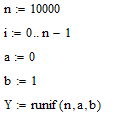 n := 10000
i := 0.. n − 1
a := 0
b := 1
Y := runif (n, a, b)